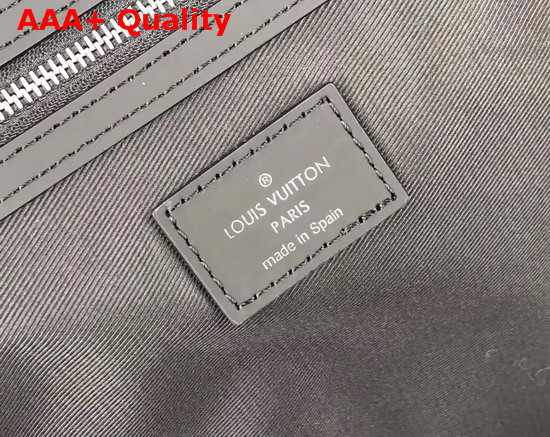 AAA+ Quality
®
LOUIS VUITTON
PARIS
made in Spain